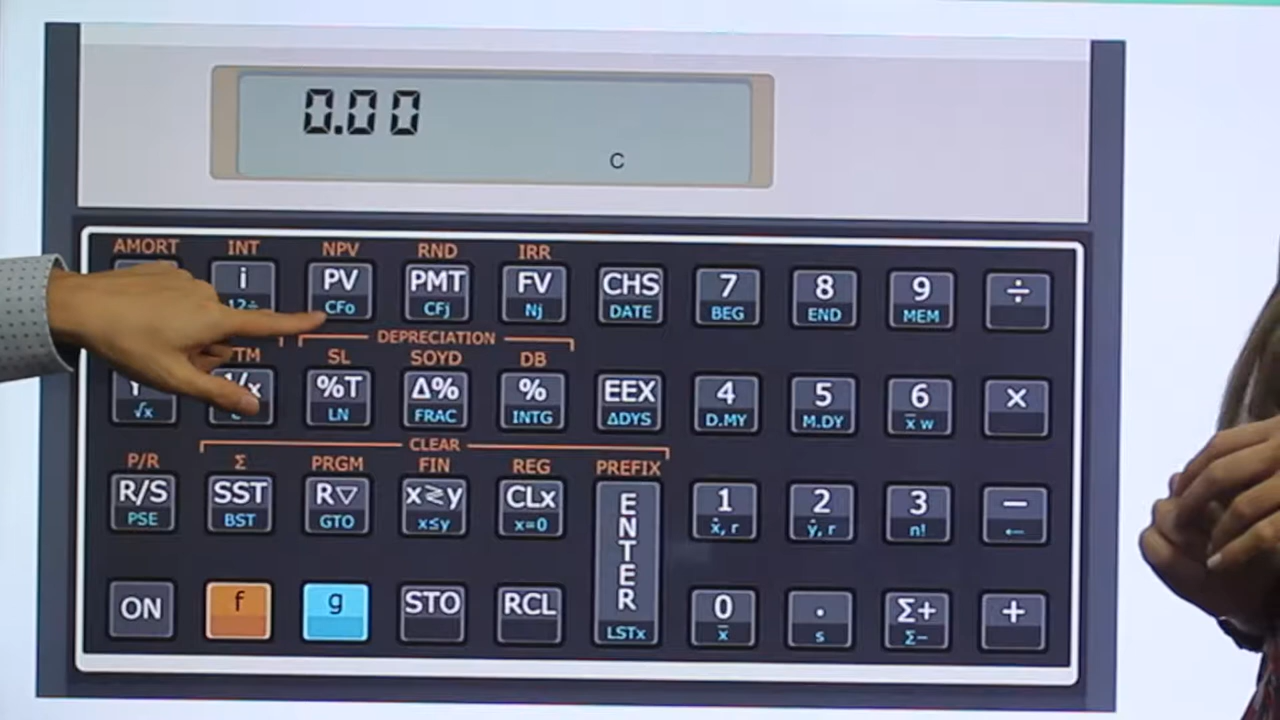 0.00
C
AMORT INT NPV RND IRR
i PV PMT FV CHS 7 8 9 ÷
12÷ CFo CFj Nj DATE BEG END MEM
DEPRECIATION
SL SOYD DB
%T Δ% % EEX 4 5 6 ×
√x LN FRAC INTG ΔDYS D.MY M.DY x̅ w
CLEAR
P/R Σ PRGM FIN REG PREFIX
R/S SST R▽ x≷y CLx ENTER 1 2 3 −
PSE BST GTO x≤y x=0 x̂, r ŷ, r n! ←
ON f g STO RCL 0 . Σ+ +
LSTx x̅ s Σ−